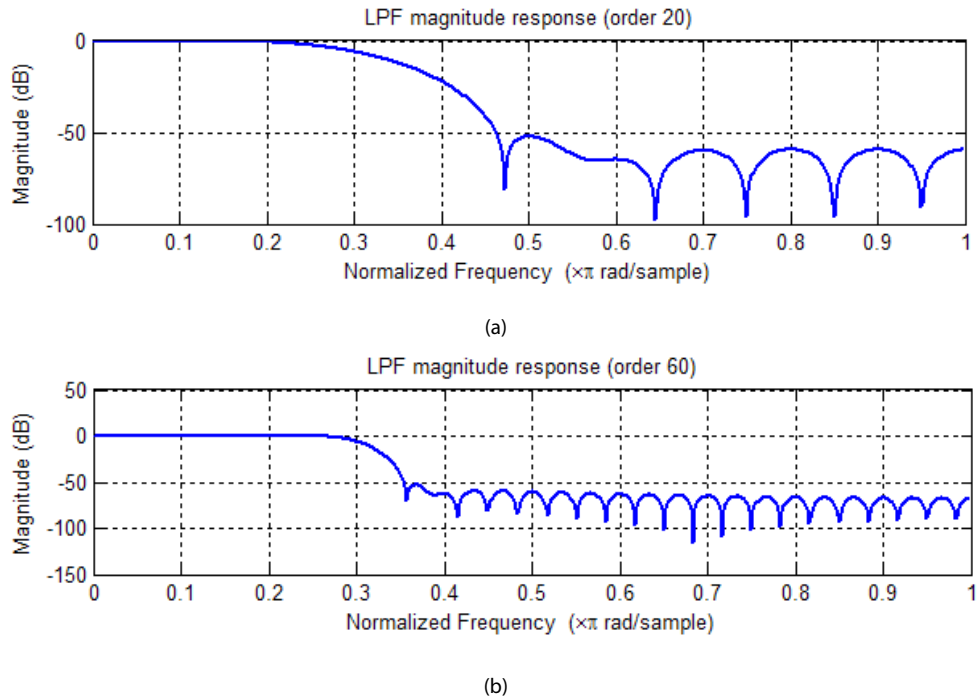 LPF magnitude response (order 20)
0
-50
-100
Magnitude (dB)
0 0.1 0.2 0.3 0.4 0.5 0.6 0.7 0.8 0.9 1
Normalized Frequency (×π rad/sample)
(a)
LPF magnitude response (order 60)
50
0
-50
-100
-150
Magnitude (dB)
0 0.1 0.2 0.3 0.4 0.5 0.6 0.7 0.8 0.9 1
Normalized Frequency (×π rad/sample)
(b)